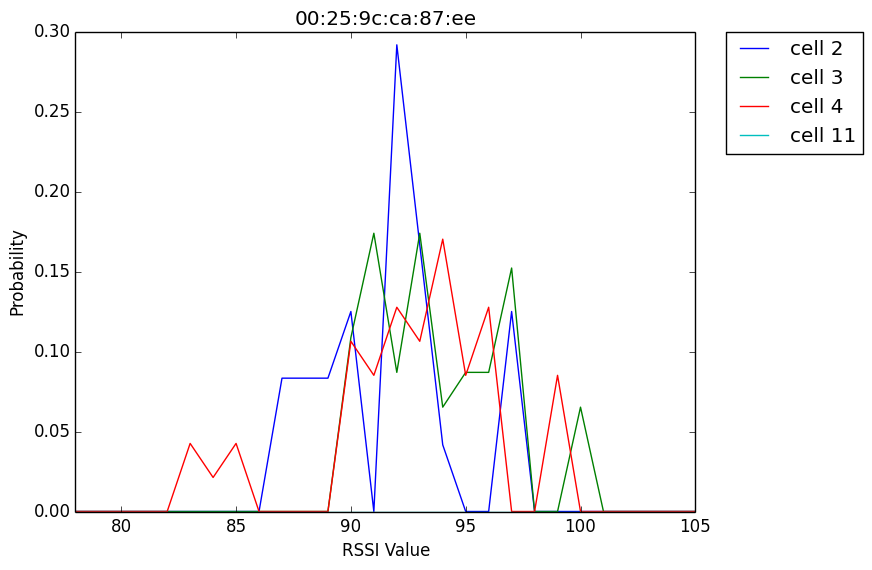 00:25:9c:ca:87:ee
0.30
0.25
0.20
0.15
0.10
0.05
0.00
Probability
80
85
90
95
100
105
RSSI Value
cell 2
cell 3
cell 4
cell 11